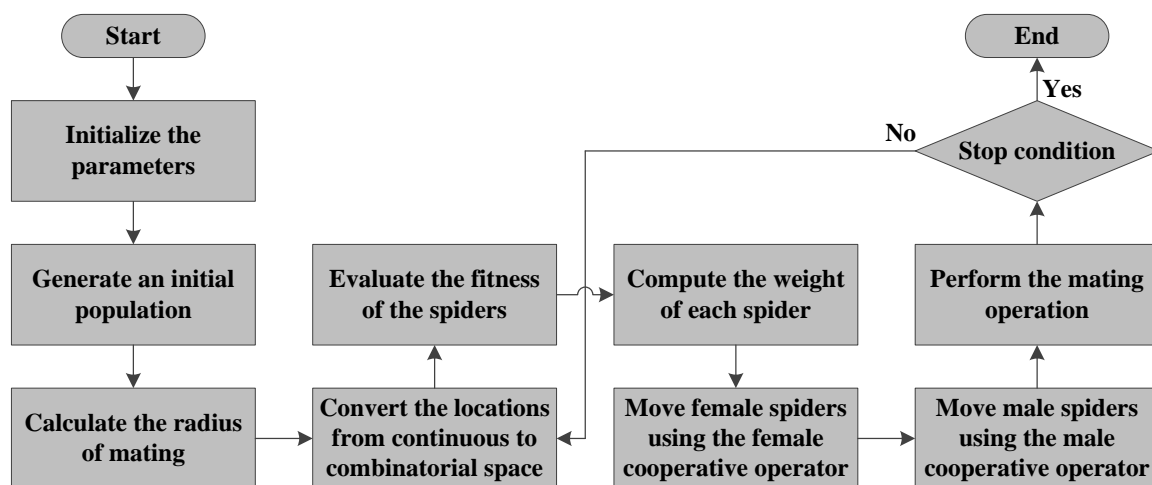 Start
Initialize the
parameters
Generate an initial
population
Calculate the radius
of mating
Convert the locations
from continuous to
combinatorial space
Evaluate the fitness
of the spiders
Compute the weight
of each spider
Move female spiders
using the female
cooperative operator
Move male spiders
using the male
cooperative operator
Perform the mating
operation
Stop condition
No
Yes
End